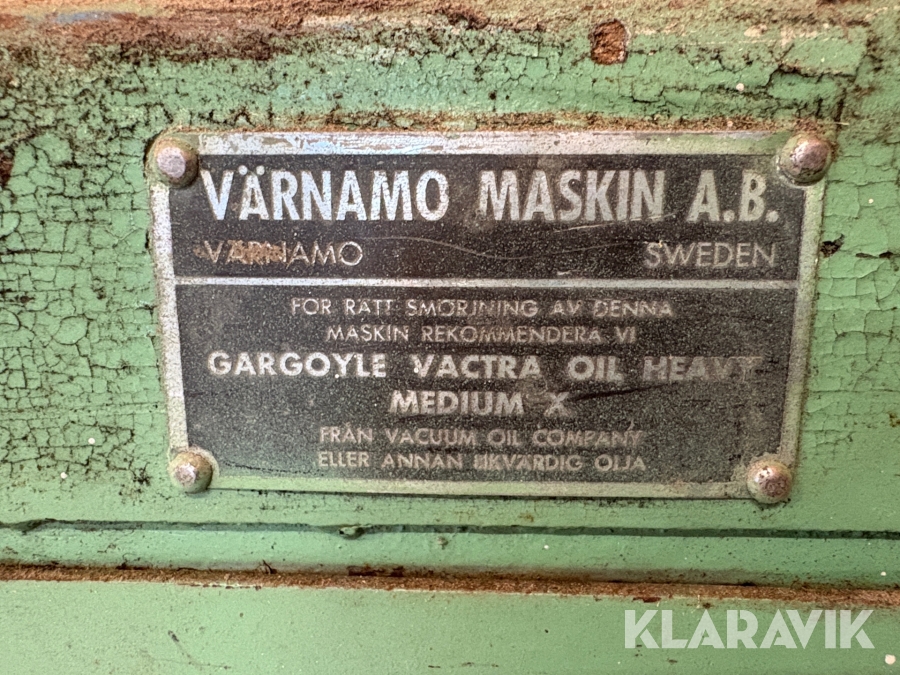 VÄRNAMO MASKIN A.B.
VÄRNAMO SWEDEN
FÖR RÄTT SMÖRJNING AV DENNA
MASKIN REKOMMENDERA VI
GARGOYLE VACTRA OIL HEAVY
MEDIUM X
FRÅN VACUUM OIL COMPANY
ELLER ANNAN LIKVÄRDIG OLJA
KLARAVIK